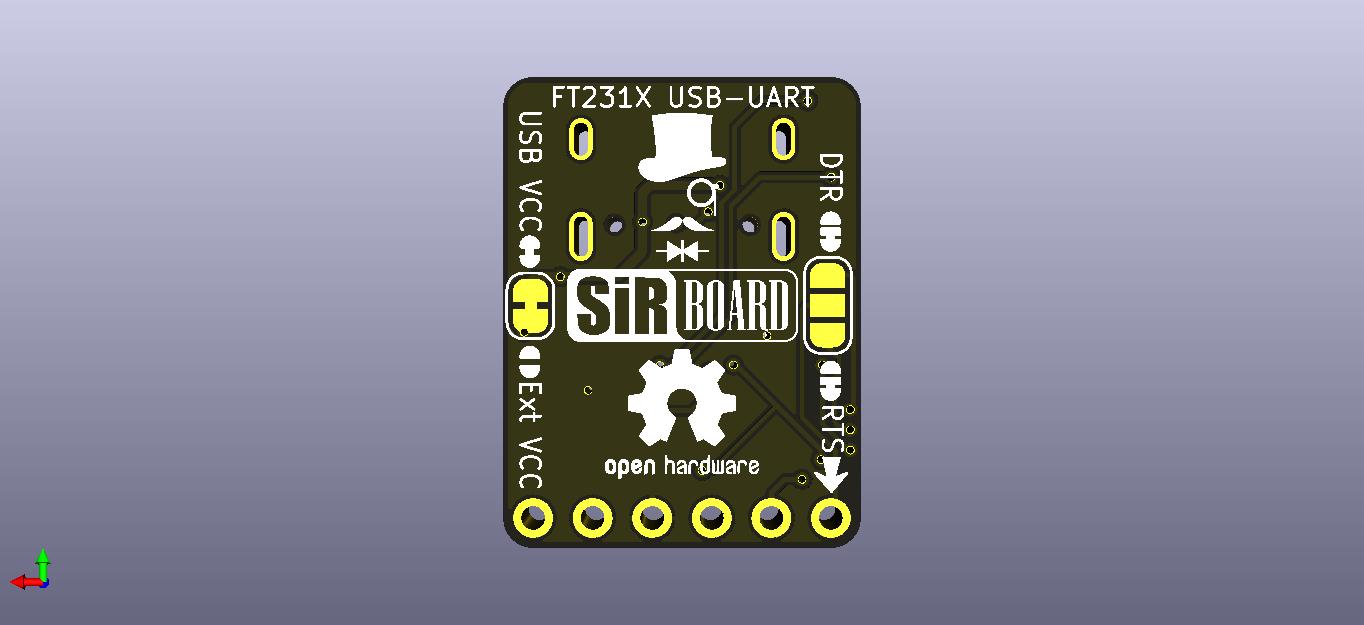 FT231X USB-UART
USB VCC
DTR
SiR BOARD
Ext VCC
RTS
open hardware